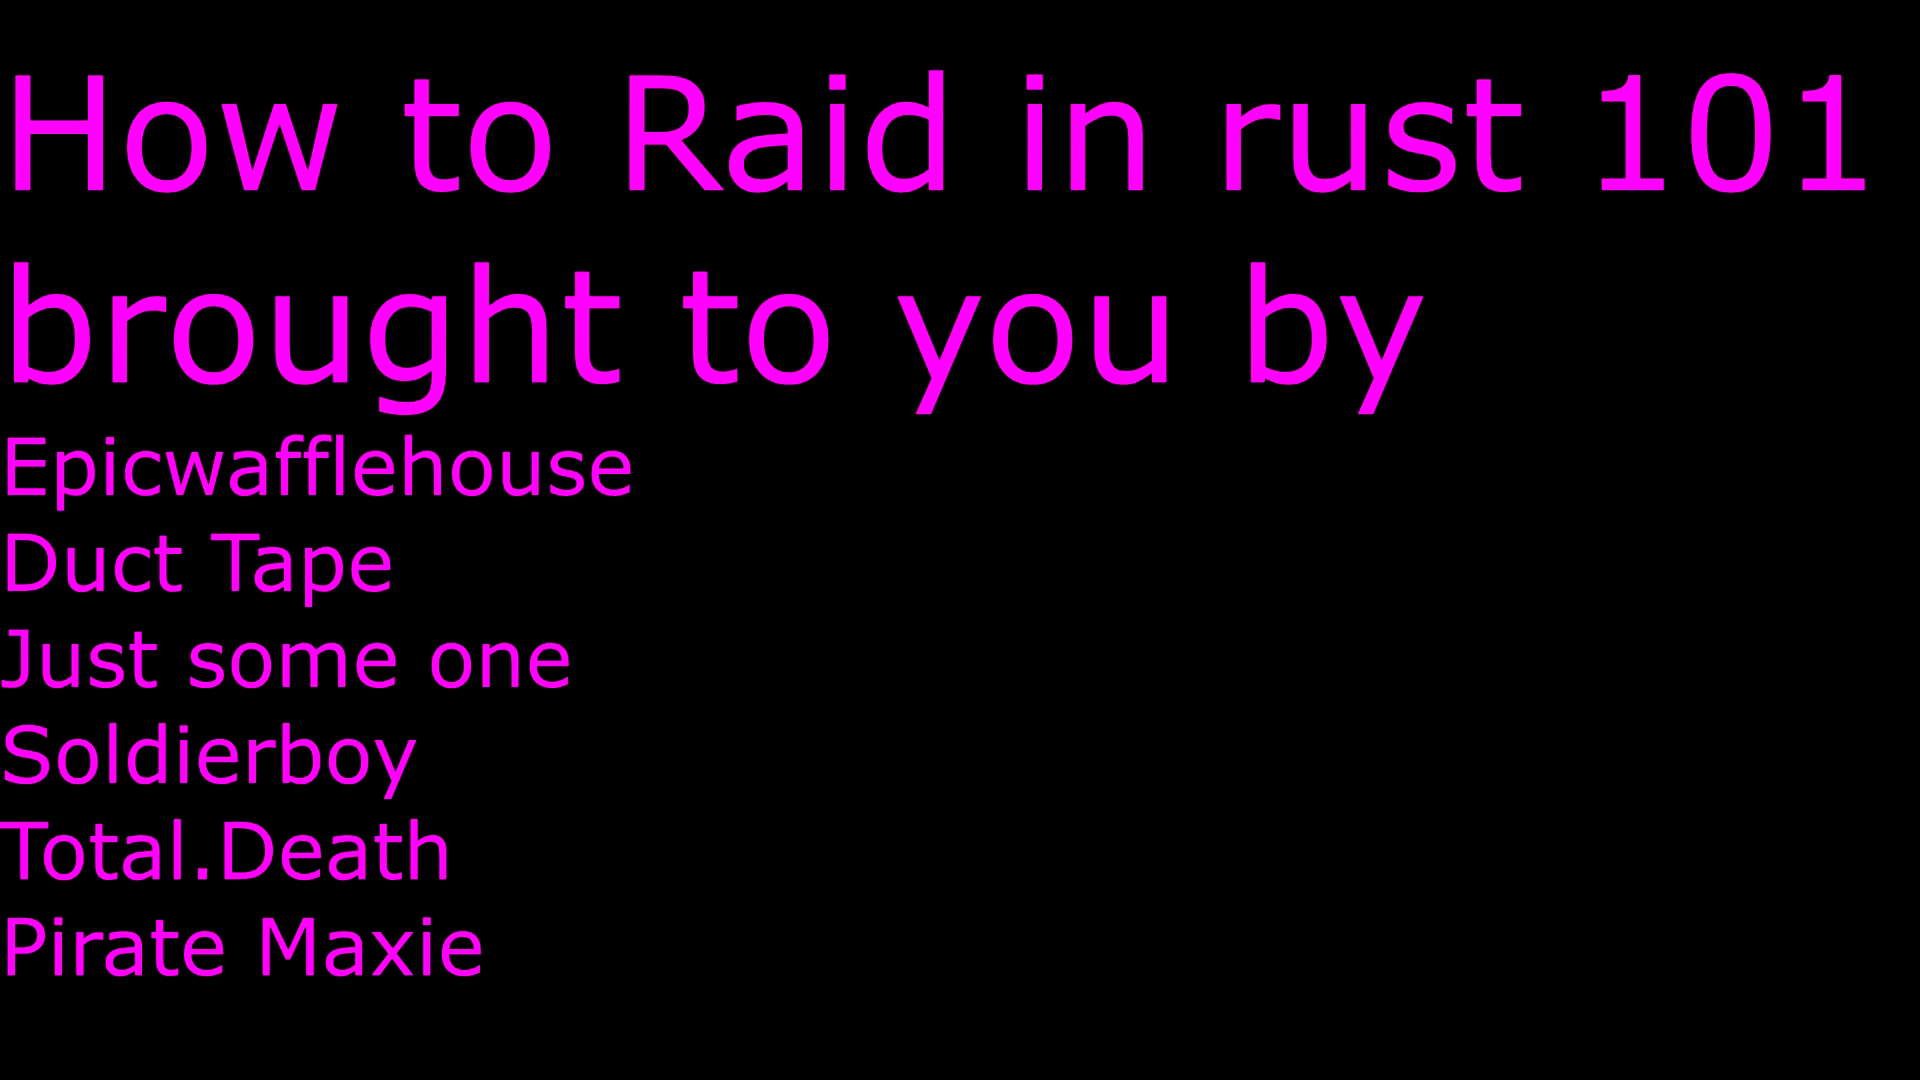 How to Raid in rust 101
brought to you by
Epicwafflehouse
Duct Tape
Just some one
Soldierboy
Total.Death
Pirate Maxie